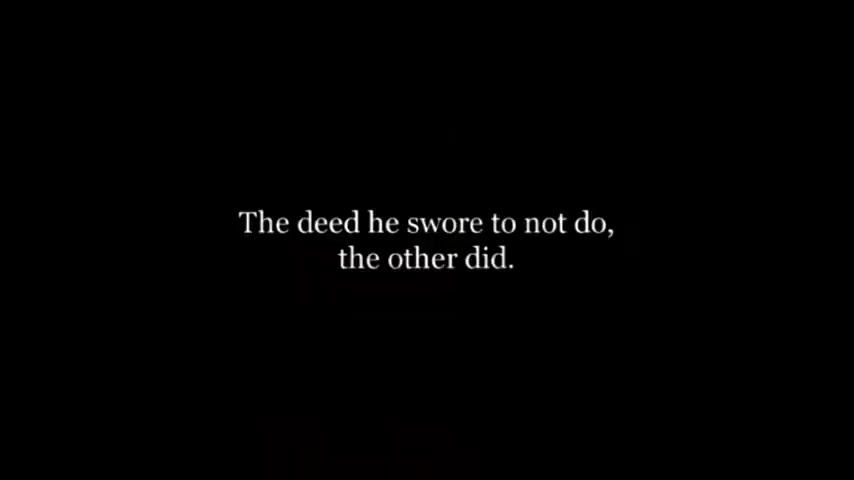 The deed he swore to not do,
the other did.